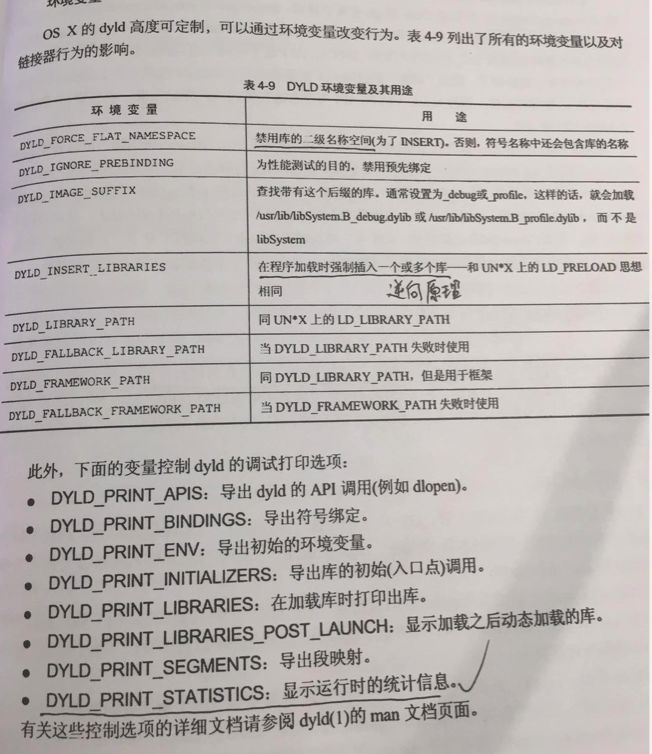 OS X 的 dyld 高度可定制，可以通过环境变量改变行为。表 4-9 列出了所有的环境变量以及对
链接器行为的影响。
表 4-9 DYLD 环境变量及其用途
环 境 变 量
用 途
DYLD_FORCE_FLAT_NAMESPACE
禁用库的二级名称空间(为了 INSERT)。否则，符号名称中还会包含库的名称
DYLD_IGNORE_PREBINDING
为性能测试的目的，禁用预先绑定
DYLD_IMAGE_SUFFIX
查找带有这个后缀的库。通常设置为_debug或_profile，这样的话，就会加载
/usr/lib/libSystem.B_debug.dylib 或 /usr/lib/libSystem.B_profile.dylib，而不是
libSystem
DYLD_INSERT_LIBRARIES
在程序加载时强制插入一个或多个库——和 UN*X 上的 LD_PRELOAD 思想
相同
逆向原理
DYLD_LIBRARY_PATH
同 UN*X 上的 LD_LIBRARY_PATH
DYLD_FALLBACK_LIBRARY_PATH
当 DYLD_LIBRARY_PATH 失败时使用
DYLD_FRAMEWORK_PATH
同 DYLD_LIBRARY_PATH，但是用于框架
DYLD_FALLBACK_FRAMEWORK_PATH
当 DYLD_FRAMEWORK_PATH 失败时使用
此外，下面的变量控制 dyld 的调试打印选项：
● DYLD_PRINT_APIS：导出 dyld 的 API 调用(例如 dlopen)。
● DYLD_PRINT_BINDINGS：导出符号绑定。
● DYLD_PRINT_ENV：导出初始的环境变量。
● DYLD_PRINT_INITIALIZERS：导出库的初始(入口点)调用。
● DYLD_PRINT_LIBRARIES：在加载库时打印出库。
● DYLD_PRINT_LIBRARIES_POST_LAUNCH：显示加载之后动态加载的库。
● DYLD_PRINT_SEGMENTS：导出段映射。
● DYLD_PRINT_STATISTICS：显示运行时的统计信息。
有关这些控制选项的详细文档请参阅 dyld(1)的 man 文档页面。